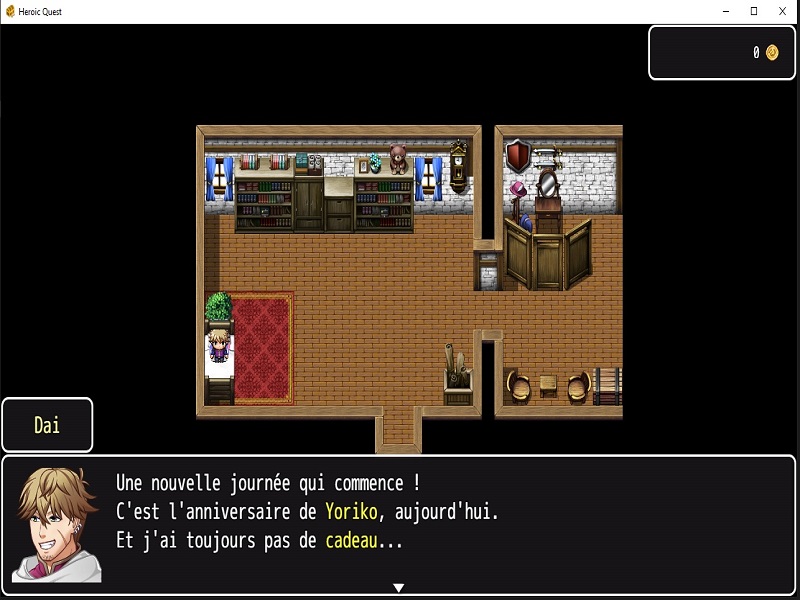 Heroic Quest
0
Dai
Une nouvelle journée qui commence !
C'est l'anniversaire de Yoriko, aujourd'hui.
Et j'ai toujours pas de cadeau...